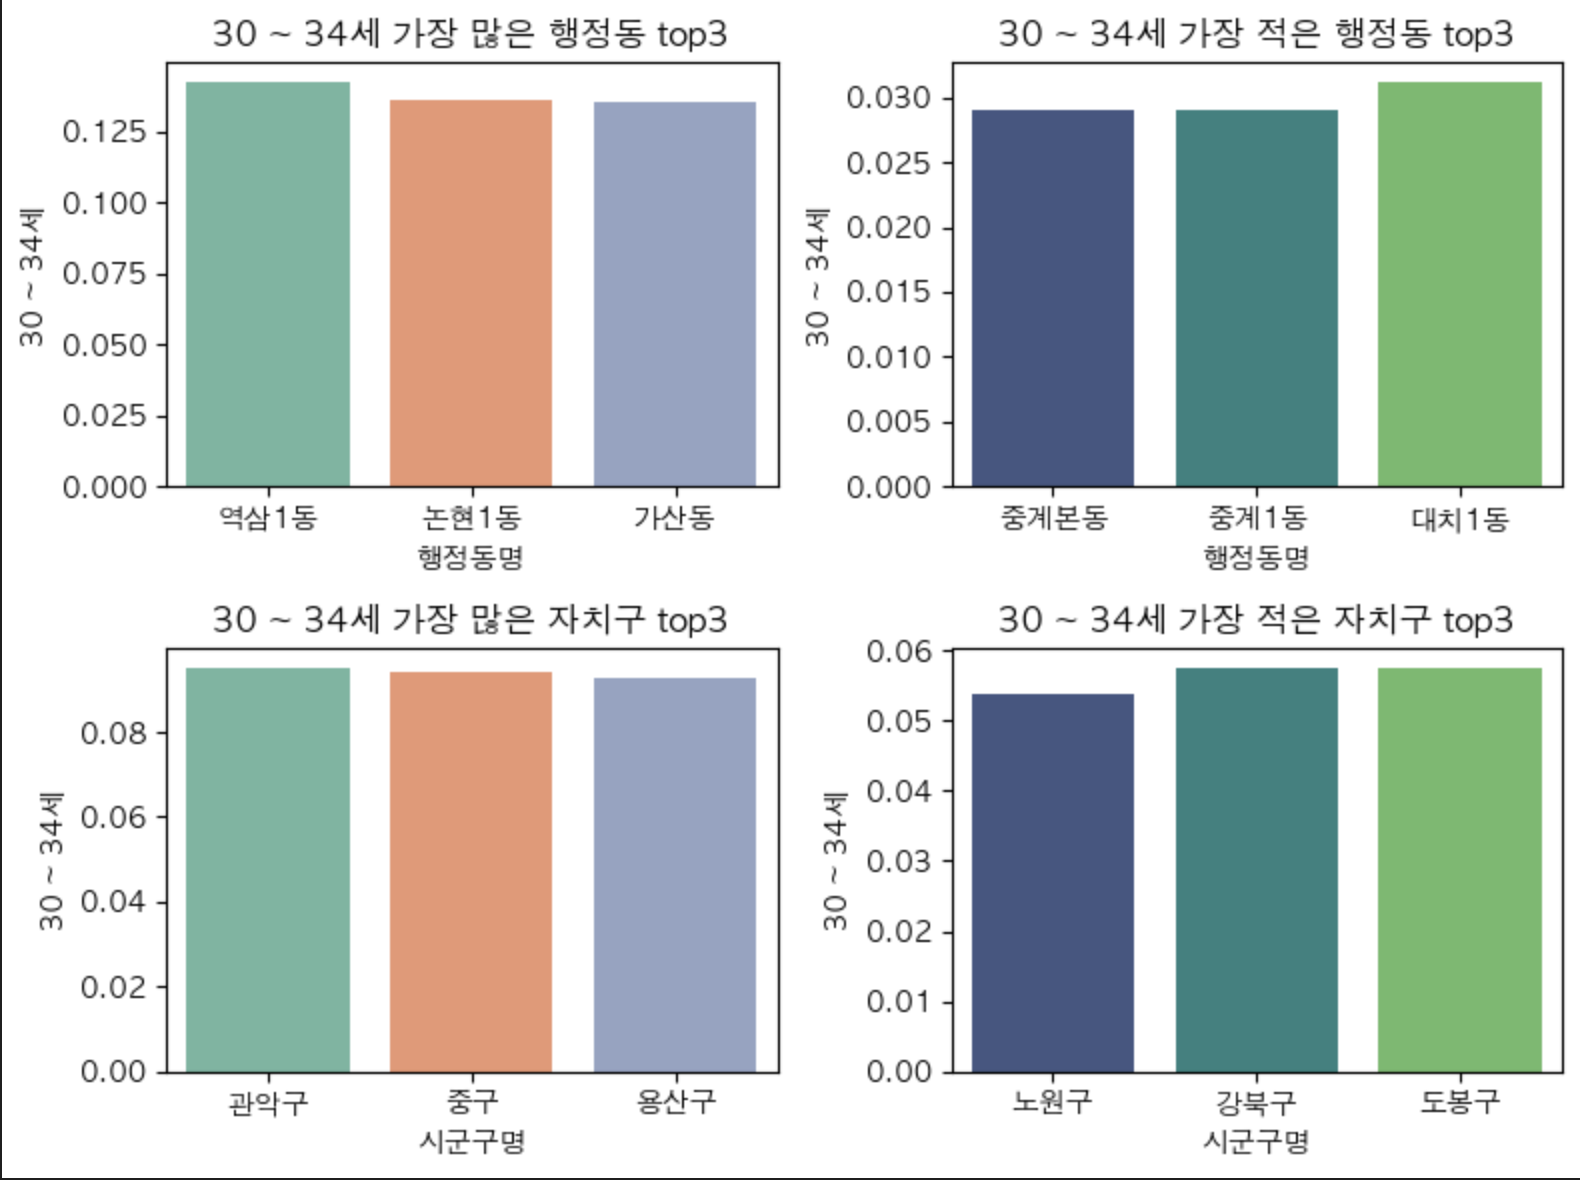 30 ~ 34세 가장 많은 행정동 top3
30 ~ 34세
0.125
0.100
0.075
0.050
0.025
0.000
역삼1동 논현1동 가산동
행정동명
30 ~ 34세 가장 적은 행정동 top3
30 ~ 34세
0.030
0.025
0.020
0.015
0.010
0.005
0.000
중계본동 중계1동 대치1동
행정동명
30 ~ 34세 가장 많은 자치구 top3
30 ~ 34세
0.08
0.06
0.04
0.02
0.00
관악구 중구 용산구
시군구명
30 ~ 34세 가장 적은 자치구 top3
30 ~ 34세
0.06
0.05
0.04
0.03
0.02
0.01
0.00
노원구 강북구 도봉구
시군구명